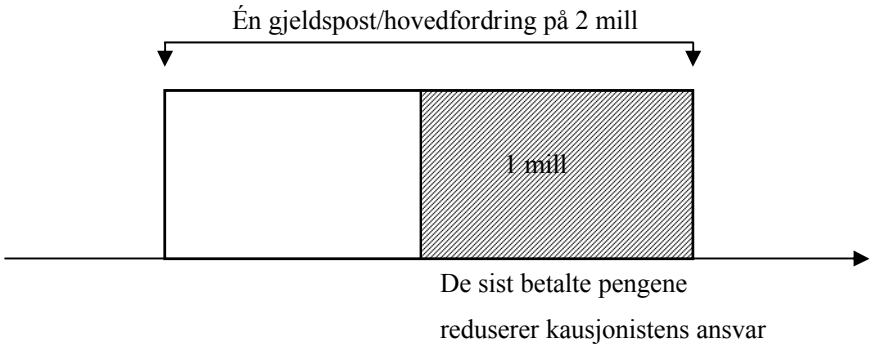 Én gjeldspost/hovedfordring på 2 mill
1 mill
De sist betalte pengene
reduserer kausjonistens ansvar